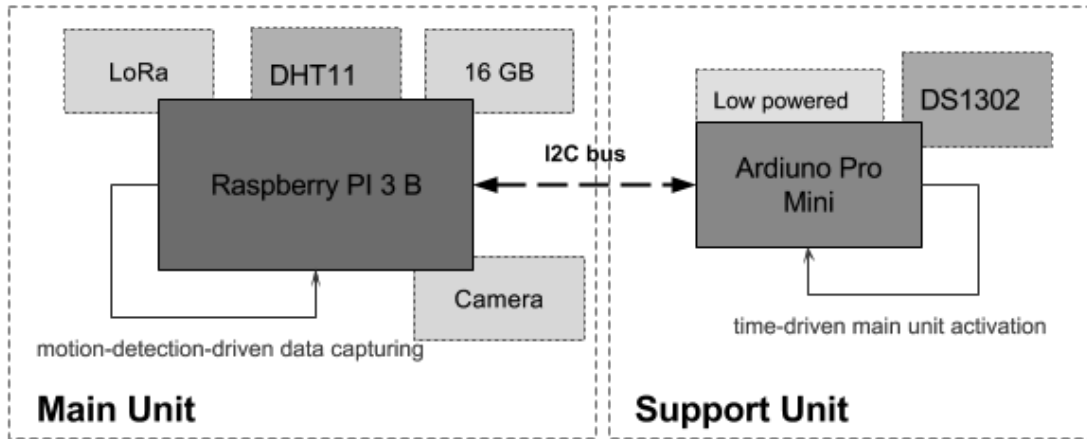 LoRa
DHT11
16 GB
Raspberry PI 3 B
Camera
motion-detection-driven data capturing
Main Unit
I2C bus
Low powered
DS1302
Ardiuno Pro
Mini
time-driven main unit activation
Support Unit